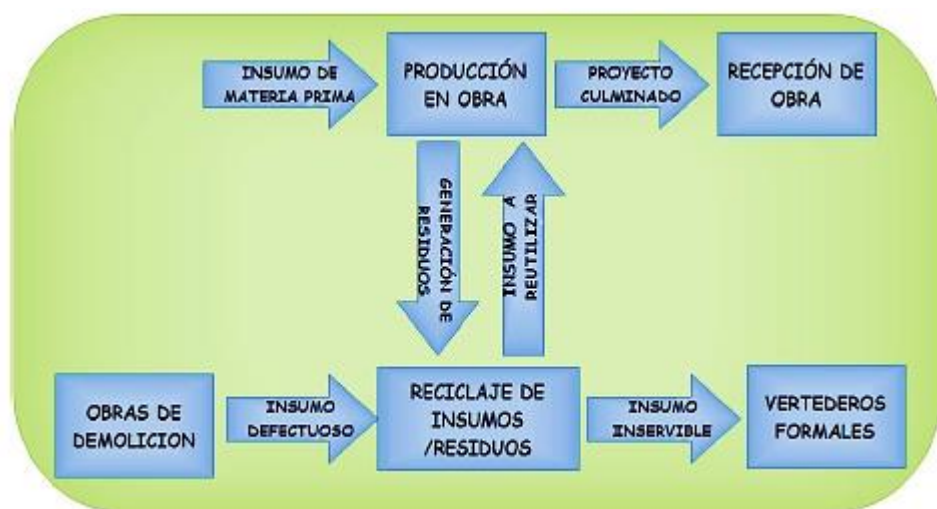 INSUMO DE
MATERIA PRIMA
PRODUCCIÓN
EN OBRA
PROYECTO
CULMINADO
RECEPCIÓN DE
OBRA
GENERACIÓN DE
RESIDUOS
INSUMO A
REUTILIZAR
OBRAS DE
DEMOLICION
INSUMO
DEFECTUOSO
RECICLAJE DE
INSUMOS
/RESIDUOS
INSUMO
INSERVIBLE
VERTEDEROS
FORMALES